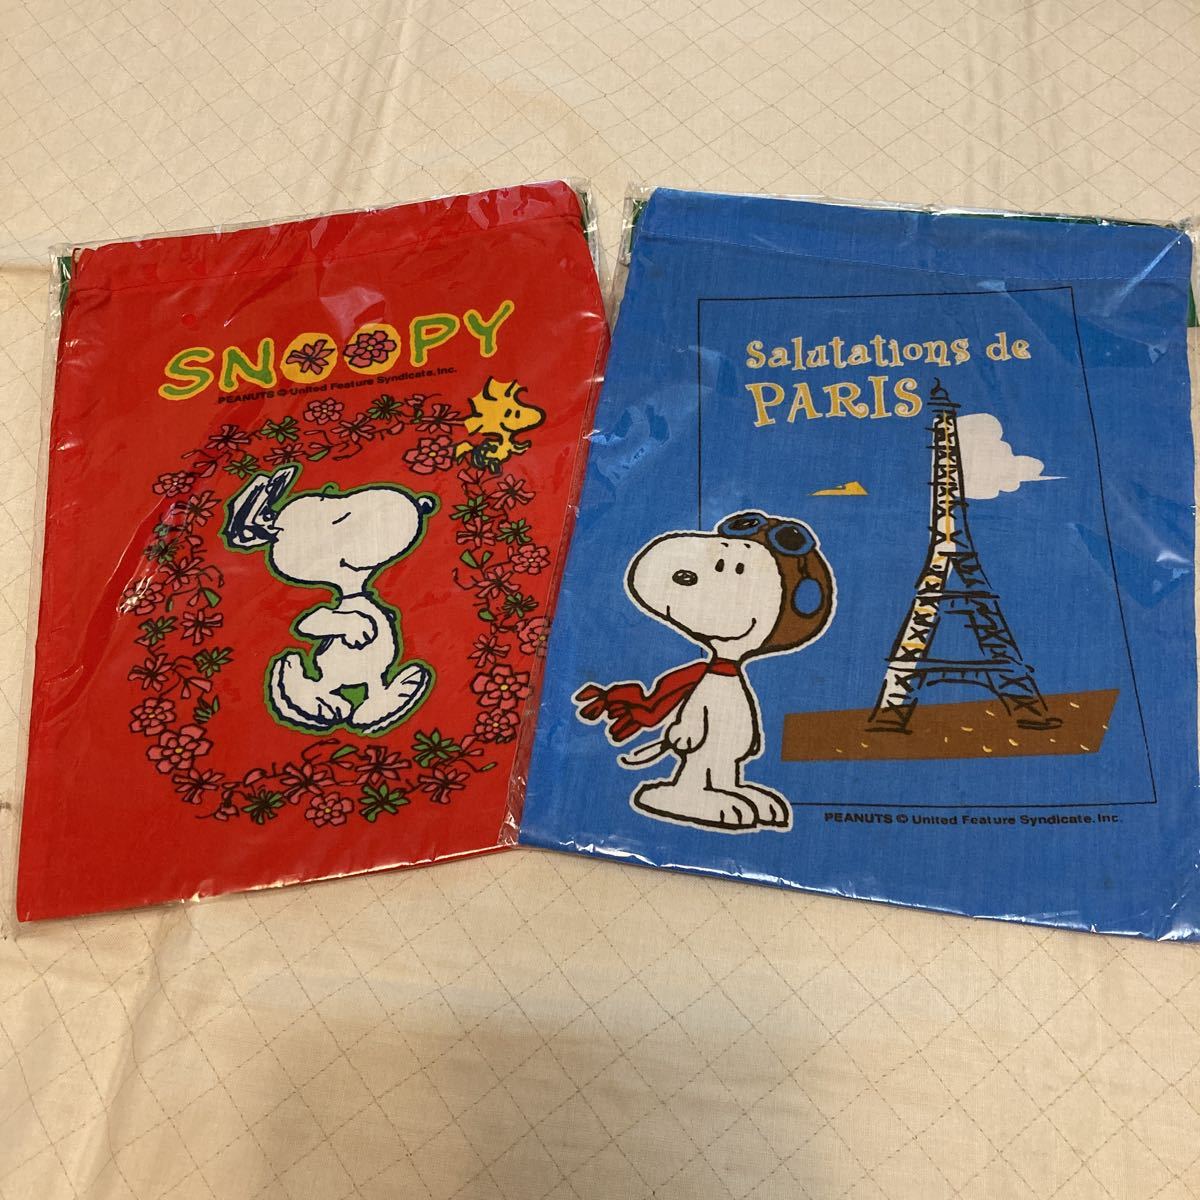 SNOOPY
PEANUTS © United Feature Syndicate, Inc.
Salutations de
PARIS
PEANUTS © United Feature Syndicate, Inc.